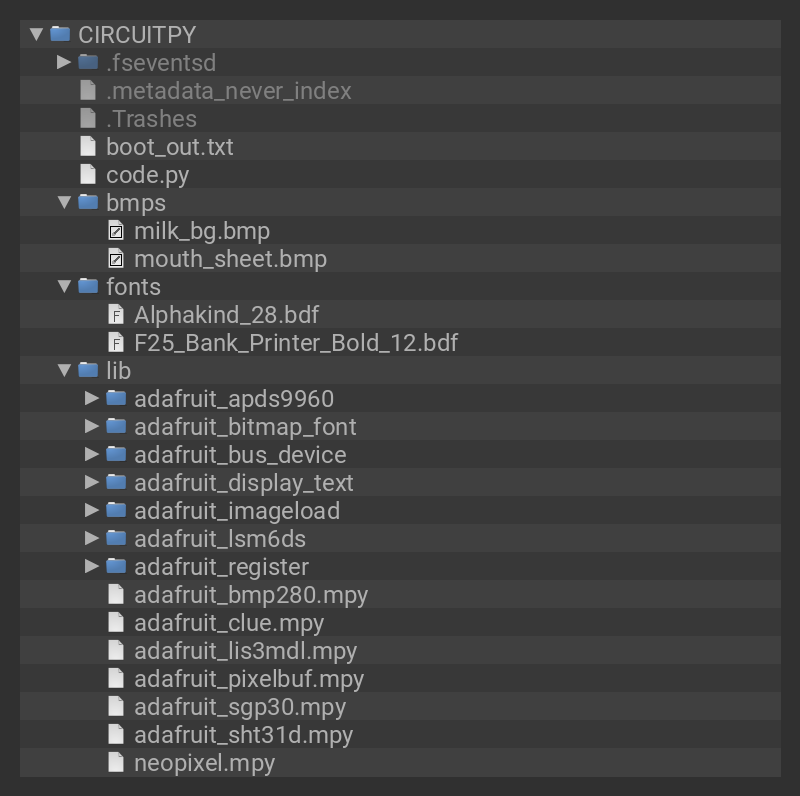 CIRCUITPY
.fseventsd
.metadata_never_index
.Trashes
boot_out.txt
code.py
bmps
milk_bg.bmp
mouth_sheet.bmp
fonts
Alphakind_28.bdf
F25_Bank_Printer_Bold_12.bdf
lib
adafruit_apds9960
adafruit_bitmap_font
adafruit_bus_device
adafruit_display_text
adafruit_imageload
adafruit_lsm6ds
adafruit_register
adafruit_bmp280.mpy
adafruit_clue.mpy
adafruit_lis3mdl.mpy
adafruit_pixelbuf.mpy
adafruit_sgp30.mpy
adafruit_sht31d.mpy
neopixel.mpy